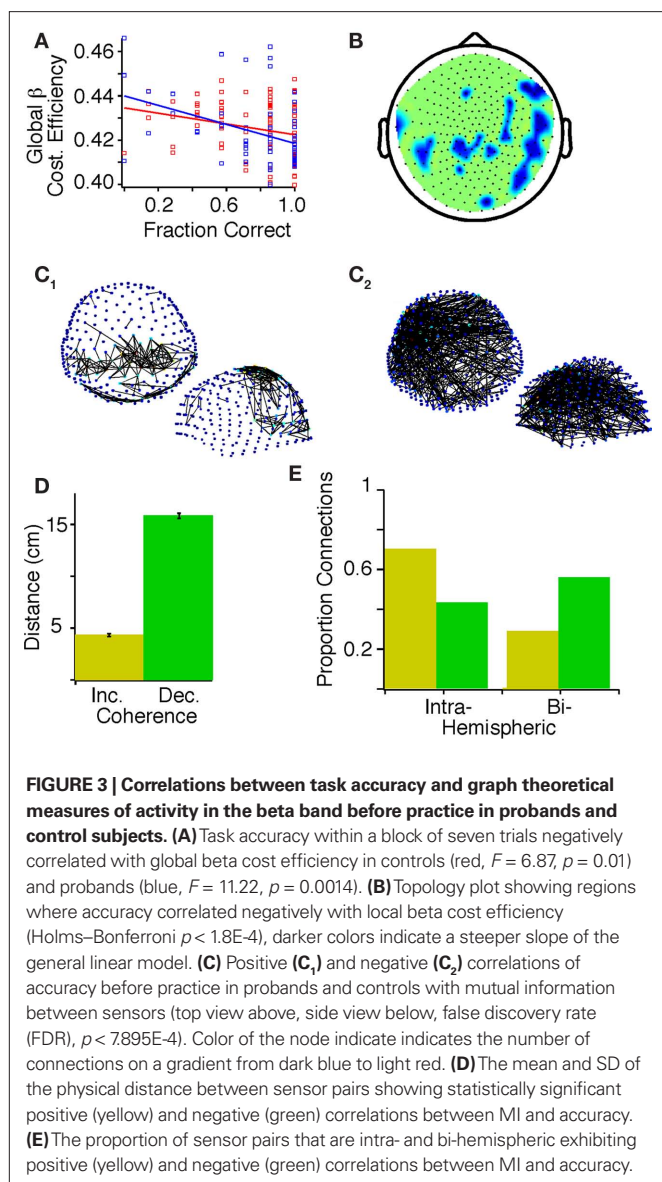 A
B
0.46
0.44
0.42
0.40
Global β
Cost. Efficiency
0.2
0.6
1.0
Fraction Correct
C1
C2
D
E
15
5
Distance (cm)
Inc.
Dec.
Coherence
1
0.6
0.2
Proportion Connections
Intra-
Bi-
Hemispheric
FIGURE 3 | Correlations between task accuracy and graph theoretical
measures of activity in the beta band before practice in probands and
control subjects. (A) Task accuracy within a block of seven trials negatively
correlated with global beta cost efficiency in controls (red, F = 6.87, p = 0.01)
and probands (blue, F = 11.22, p = 0.0014). (B) Topology plot showing regions
where accuracy correlated negatively with local beta cost efficiency
(Holms–Bonferroni p < 1.8E-4), darker colors indicate a steeper slope of the
general linear model. (C) Positive (C1) and negative (C2) correlations of
accuracy before practice in probands and controls with mutual information
between sensors (top view above, side view below, false discovery rate
(FDR), p < 7.895E-4). Color of the node indicate indicates the number of
connections on a gradient from dark blue to light red. (D) The mean and SD of
the physical distance between sensor pairs showing statistically significant
positive (yellow) and negative (green) correlations between MI and accuracy.
(E) The proportion of sensor pairs that are intra- and bi-hemispheric exhibiting
positive (yellow) and negative (green) correlations between MI and accuracy.